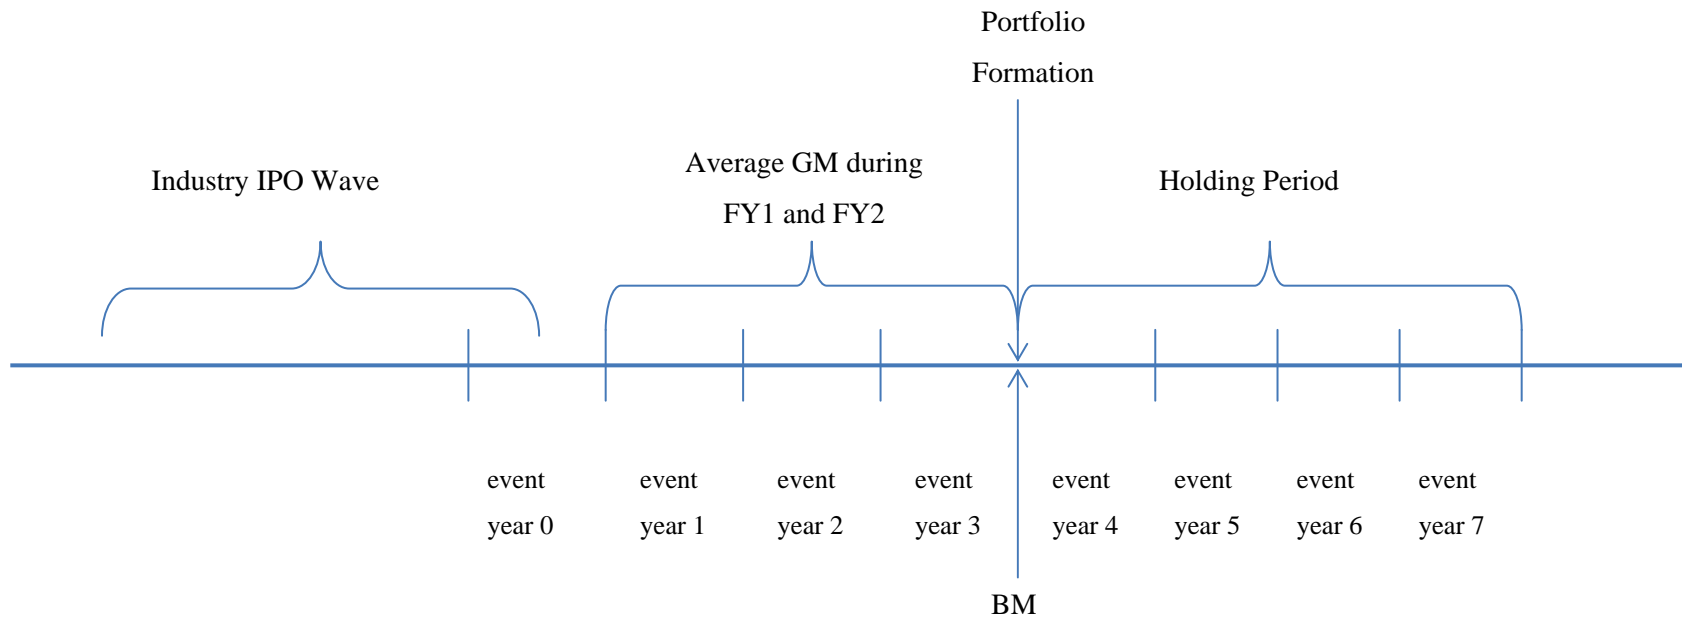 Portfolio
Formation
Industry IPO Wave
Average GM during
FY1 and FY2
Holding Period
event
year 0
event
year 1
event
year 2
event
year 3
event
year 4
event
year 5
event
year 6
event
year 7
BM